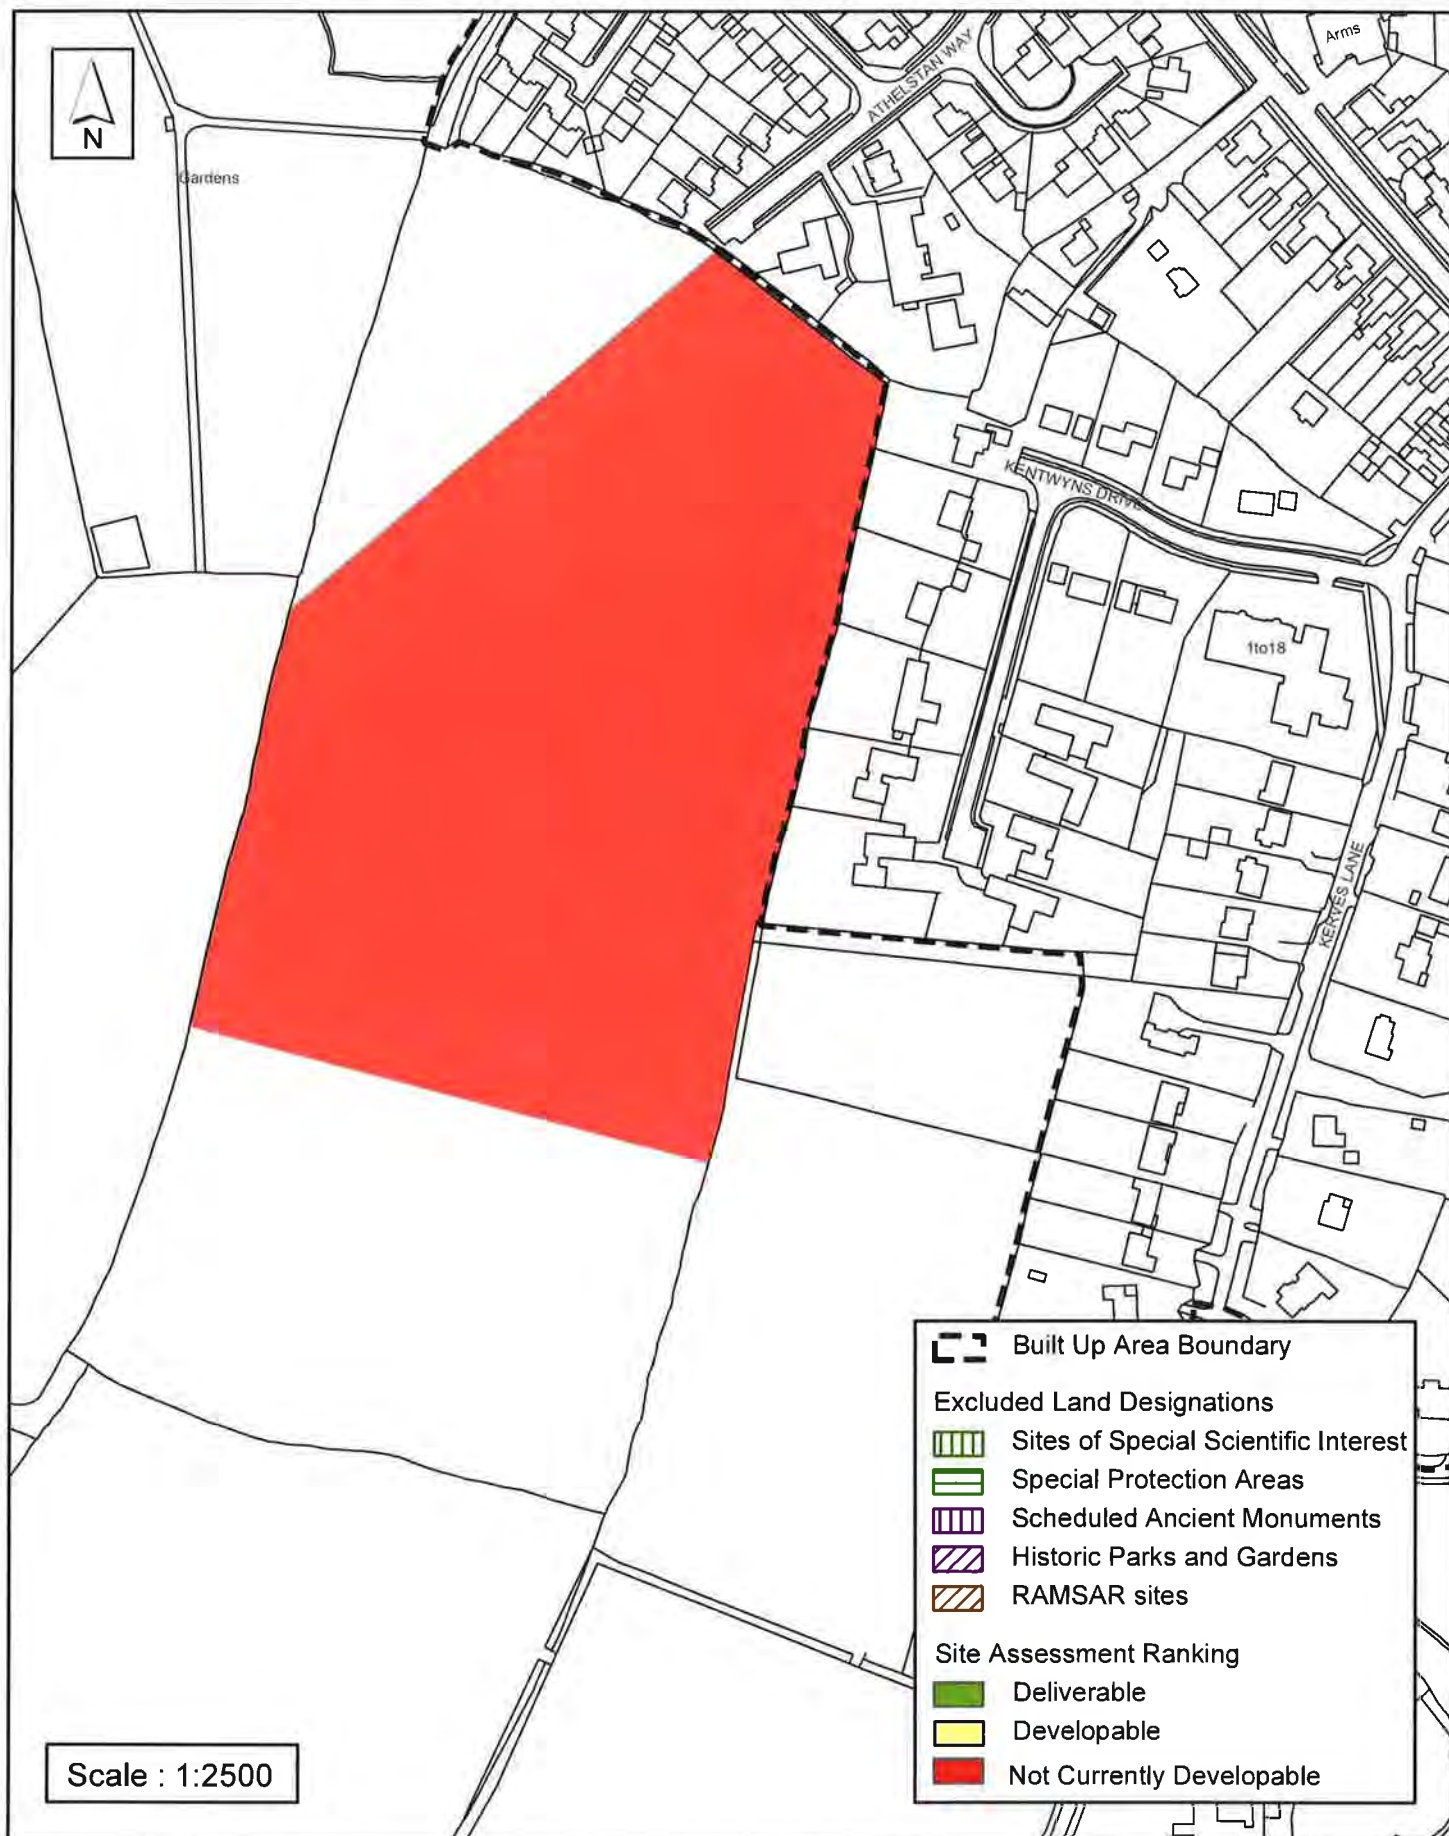 Arms
ATHELSTAN WAY
N
Gardens
KENTWYNS DRIVE
1to18
KERVES LANE
Built Up Area Boundary
Excluded Land Designations
Sites of Special Scientific Interest
Special Protection Areas
Scheduled Ancient Monuments
Historic Parks and Gardens
RAMSAR sites
Site Assessment Ranking
Deliverable
Developable
Not Currently Developable
Scale : 1:2500